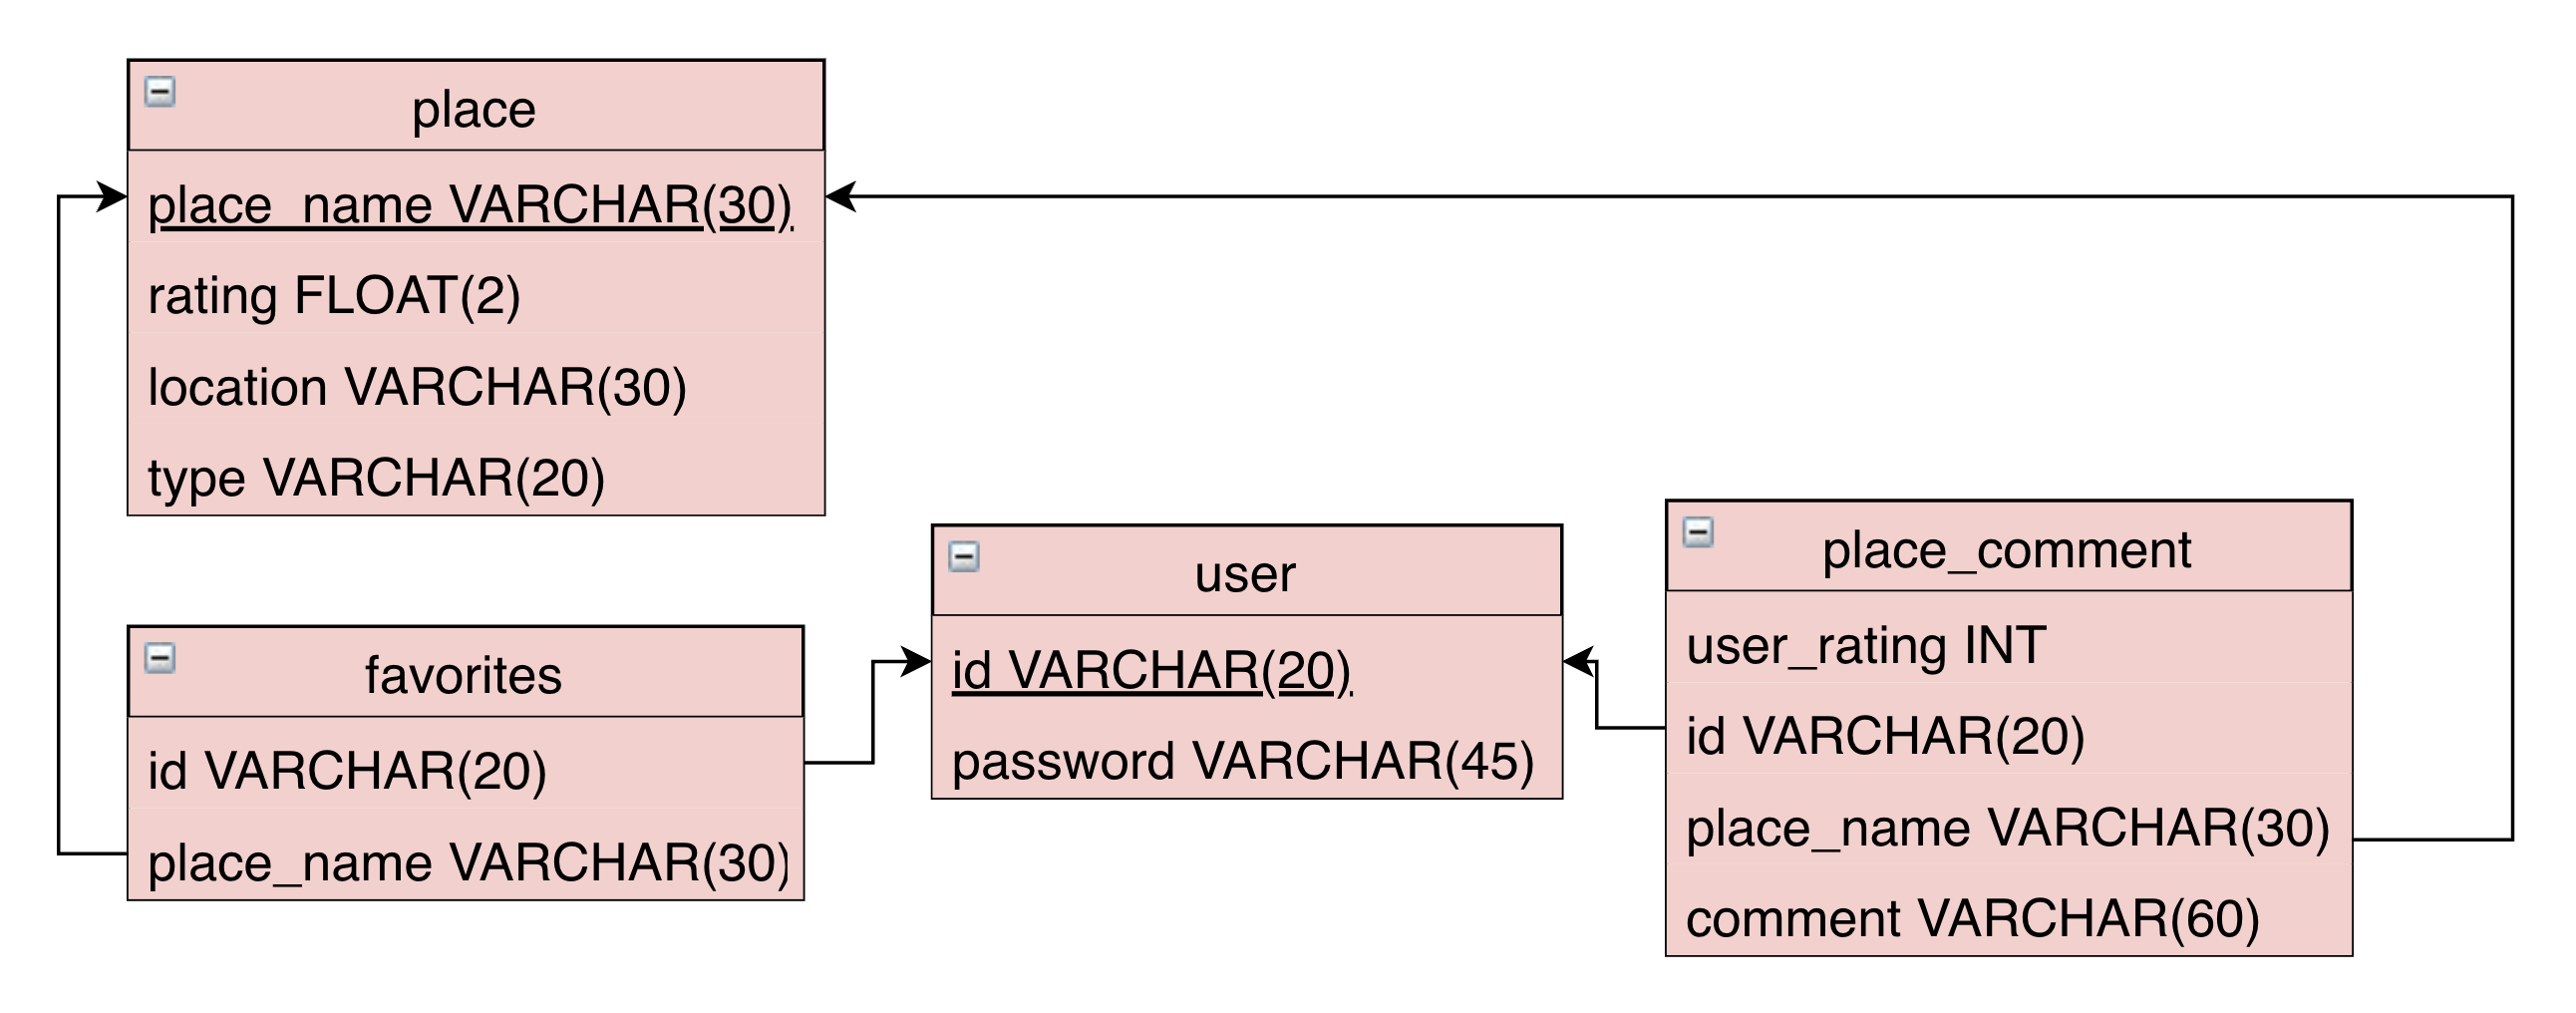 place
place_name VARCHAR(30)
rating FLOAT(2)
location VARCHAR(30)
type VARCHAR(20)
favorites
id VARCHAR(20)
place_name VARCHAR(30)
user
id VARCHAR(20)
password VARCHAR(45)
place_comment
user_rating INT
id VARCHAR(20)
place_name VARCHAR(30)
comment VARCHAR(60)